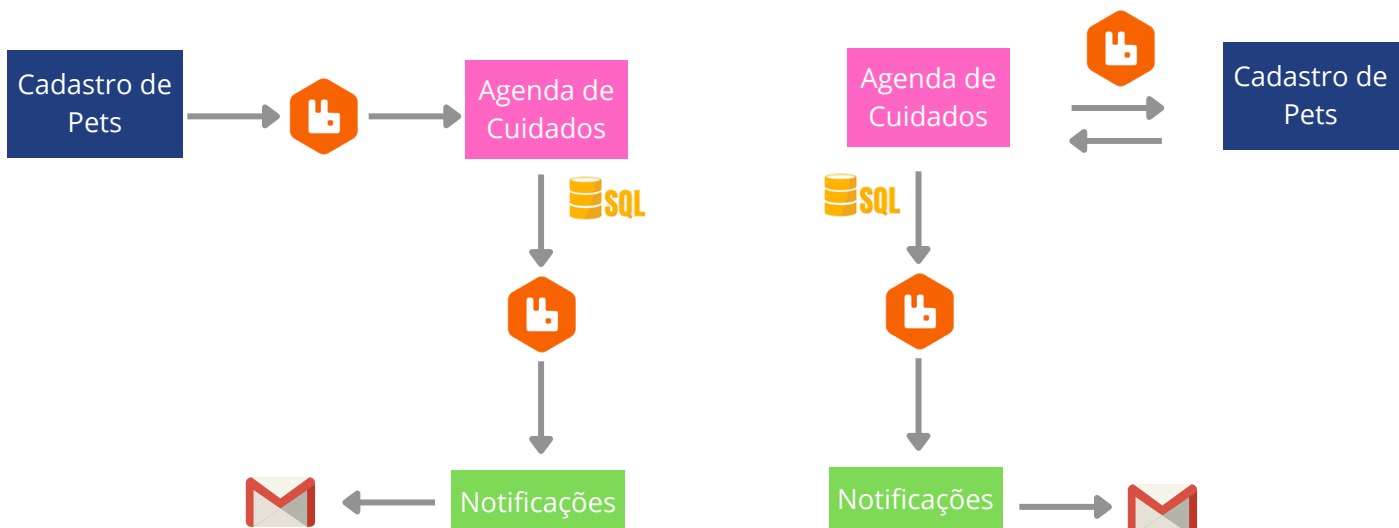 Cadastro de
Pets
Agenda de
Cuidados
SQL
Notificações
Agenda de
Cuidados
Cadastro de
Pets
SQL
Notificações